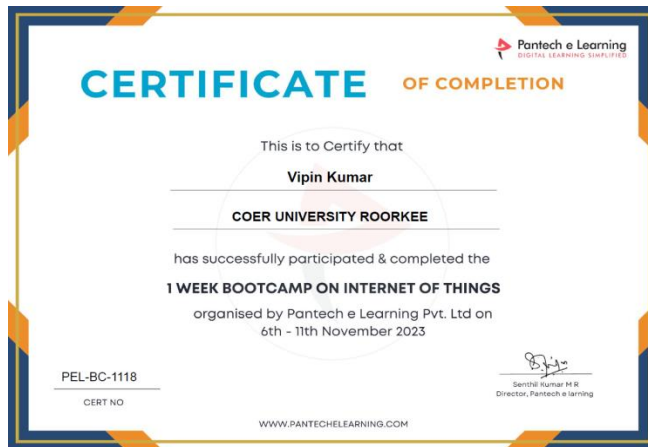 Pantech e Learning
DIGITAL LEARNING SIMPLIFIED
CERTIFICATE OF COMPLETION
This is to Certify that
Vipin Kumar
COER UNIVERSITY ROORKEE
has successfully participated & completed the
1 WEEK BOOTCAMP ON INTERNET OF THINGS
organised by Pantech e Learning Pvt. Ltd on
6th - 11th November 2023
PEL-BC-1118
CERT NO
Senthil Kumar M R
Director, Pantech e larning
WWW.PANTECHELEARNING.COM